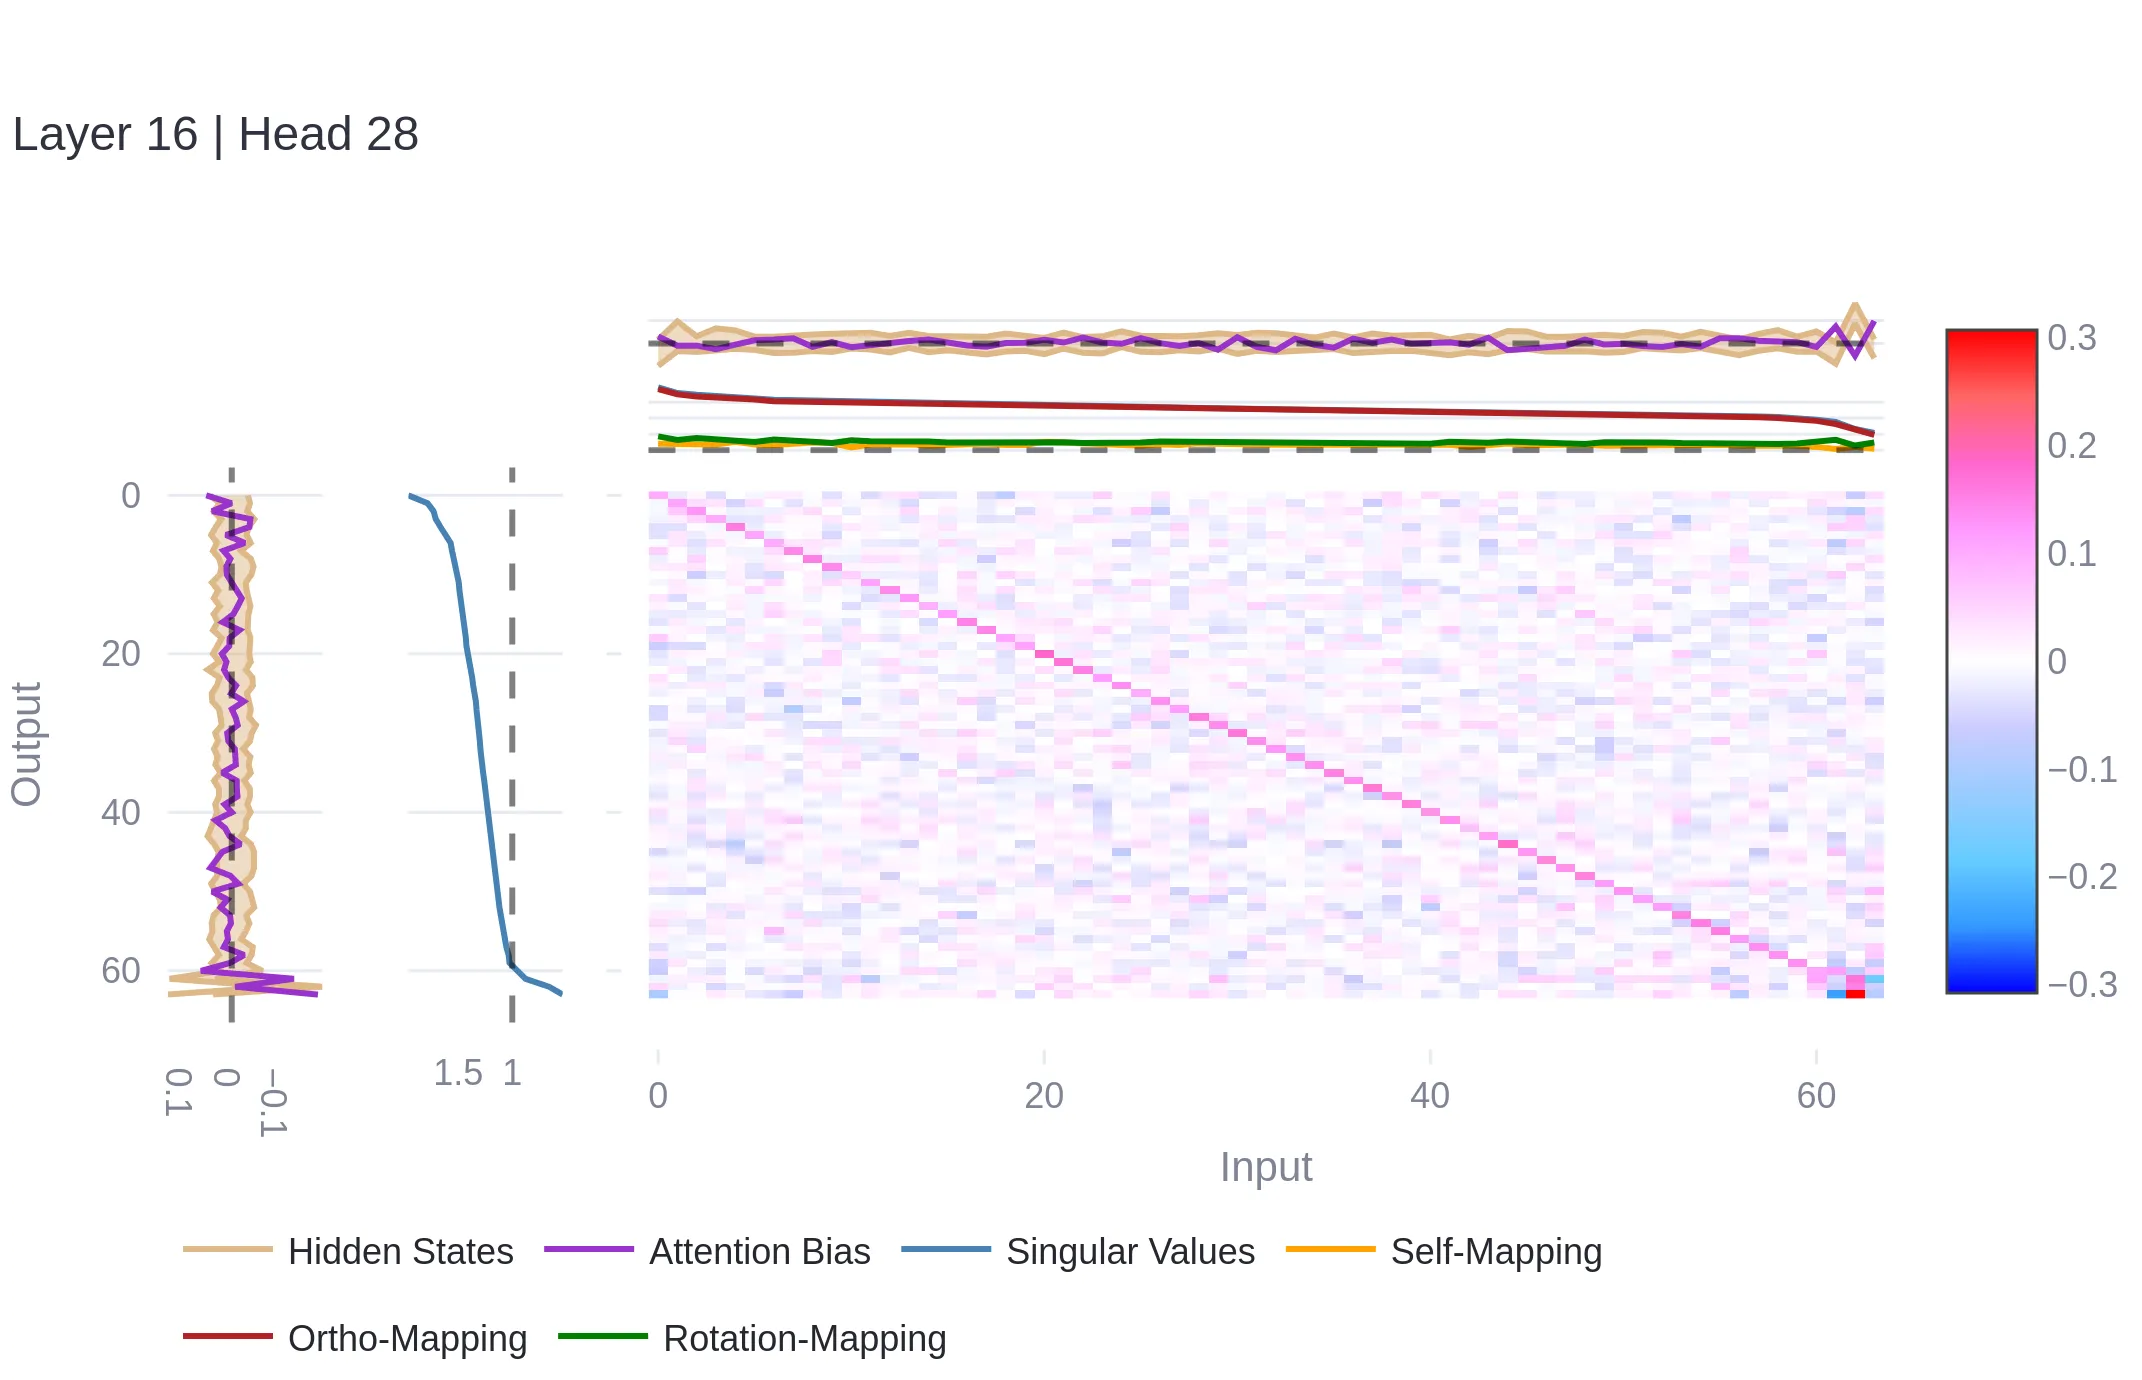 Layer 16 | Head 28
0.3
0.2
0.1
0
−0.1
−0.2
−0.3
Output
0
20
40
60
0.1
0
−0.1
1.5
1
0
20
40
60
Input
Hidden States
Attention Bias
Singular Values
Self-Mapping
Ortho-Mapping
Rotation-Mapping